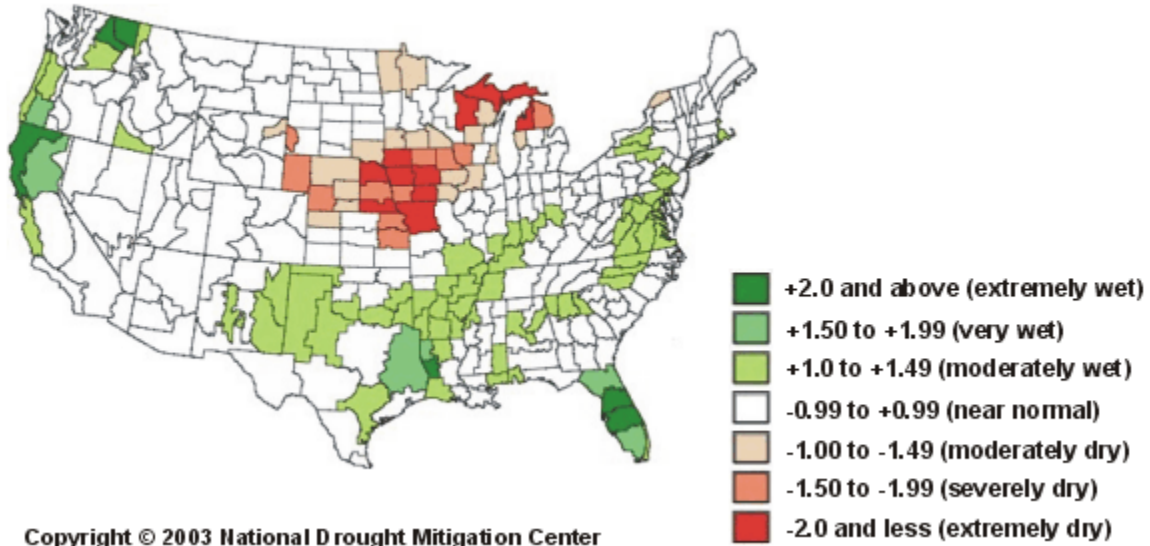 +2.0 and above (extremely wet)
+1.50 to +1.99 (very wet)
+1.0 to +1.49 (moderately wet)
-0.99 to +0.99 (near normal)
-1.00 to -1.49 (moderately dry)
-1.50 to -1.99 (severely dry)
-2.0 and less (extremely dry)
Copyright © 2003 National Drought Mitigation Center